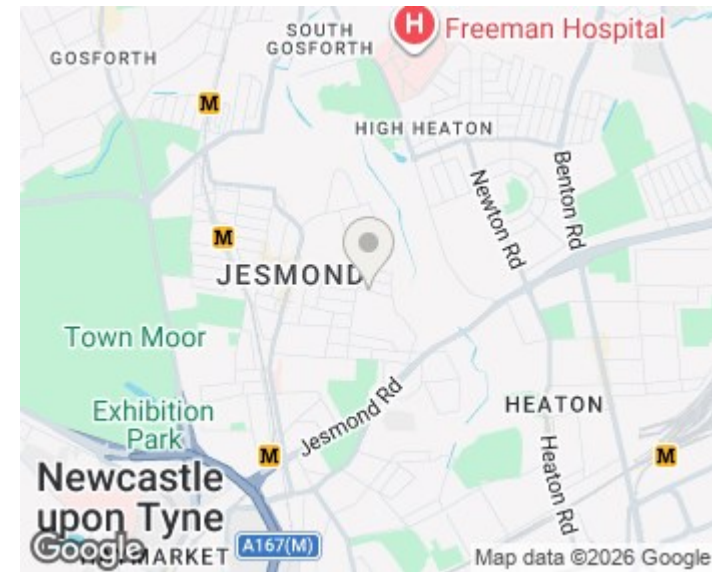 SOUTH
GOSFORTH
GOSFORTH
H
Freeman Hospital
M
HIGH HEATON
Newton Rd
Benton Rd
M
JESMOND
Town Moor
Exhibition
Park
Jesmond Rd
HEATON
Heaton Rd
M
M
Newcastle
upon Tyne
Google
MARKET
A167(M)
Map data ©2026 Google